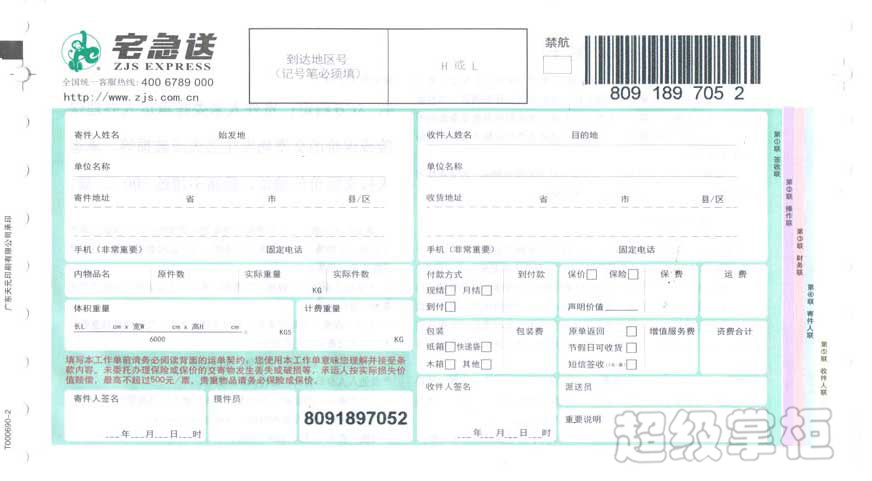 宅急送
ZJS EXPRESS
全国统一客服热线: 400 6789 000
http://www.zjs.com.cn
到达地区号
(记号笔必须填)
H 或 L
禁航
809 189 705 2
寄件人姓名 始发地
单位名称
寄件地址 省 市 县/区
手机(非常重要) 固定电话
收件人姓名 目的地
单位名称
收货地址 省 市 县/区
手机(非常重要) 固定电话
内物品名 原件数 实际重量 KG 实际件数
体积重量
长L cm x 宽W cm x 高H cm
6000
= KGS
计费重量
KG
付款方式 到付款
现结 月结
到付
保价 保险 保 费 运 费
声明价值
包装 包装费
纸箱 快递袋
木箱 其他
原单返回 增值服务费 资费合计
节假日可收货
短信签收
填写本工作单前请务必阅读背面的运单契约; 您使用本工作单意味您理解并接受条
款内容。未委托办理保险或保价的交寄物发生丢失或破损等, 承运人按实际损失价
值赔偿, 最高不超过500元/票, 贵重物品请务必保险或保价。
寄件人签名
___年___月___日___时
揽件员
8091897052
收件人签名
___年___月___日___时
派送员
重要说明
第①联 签收联
第②联 操作联
第③联 财务联
第④联 寄件人联
第⑤联 收件人联
广东天元印刷有限公司承印
T000690-2
超级掌柜